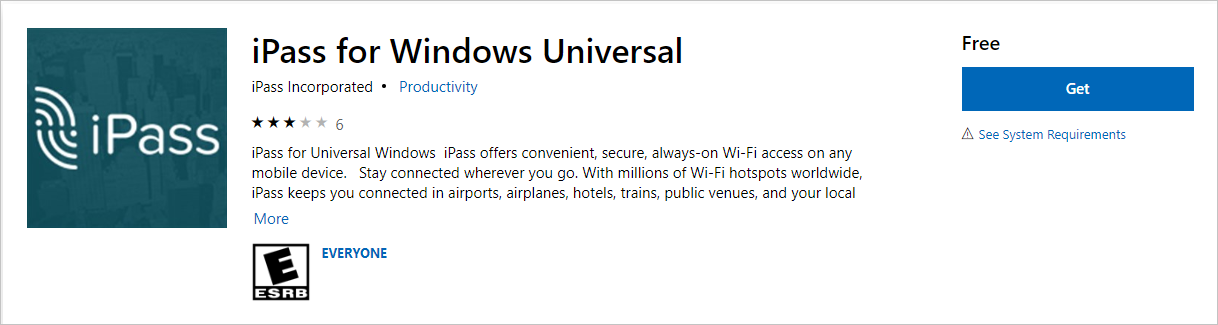 iPass
iPass for Windows Universal
iPass Incorporated • Productivity
6
iPass for Universal Windows  iPass offers convenient, secure, always-on Wi-Fi access on any
mobile device.   Stay connected wherever you go. With millions of Wi-Fi hotspots worldwide,
iPass keeps you connected in airports, airplanes, hotels, trains, public venues, and your local
More
E
ESRB
EVERYONE
Free
Get
See System Requirements